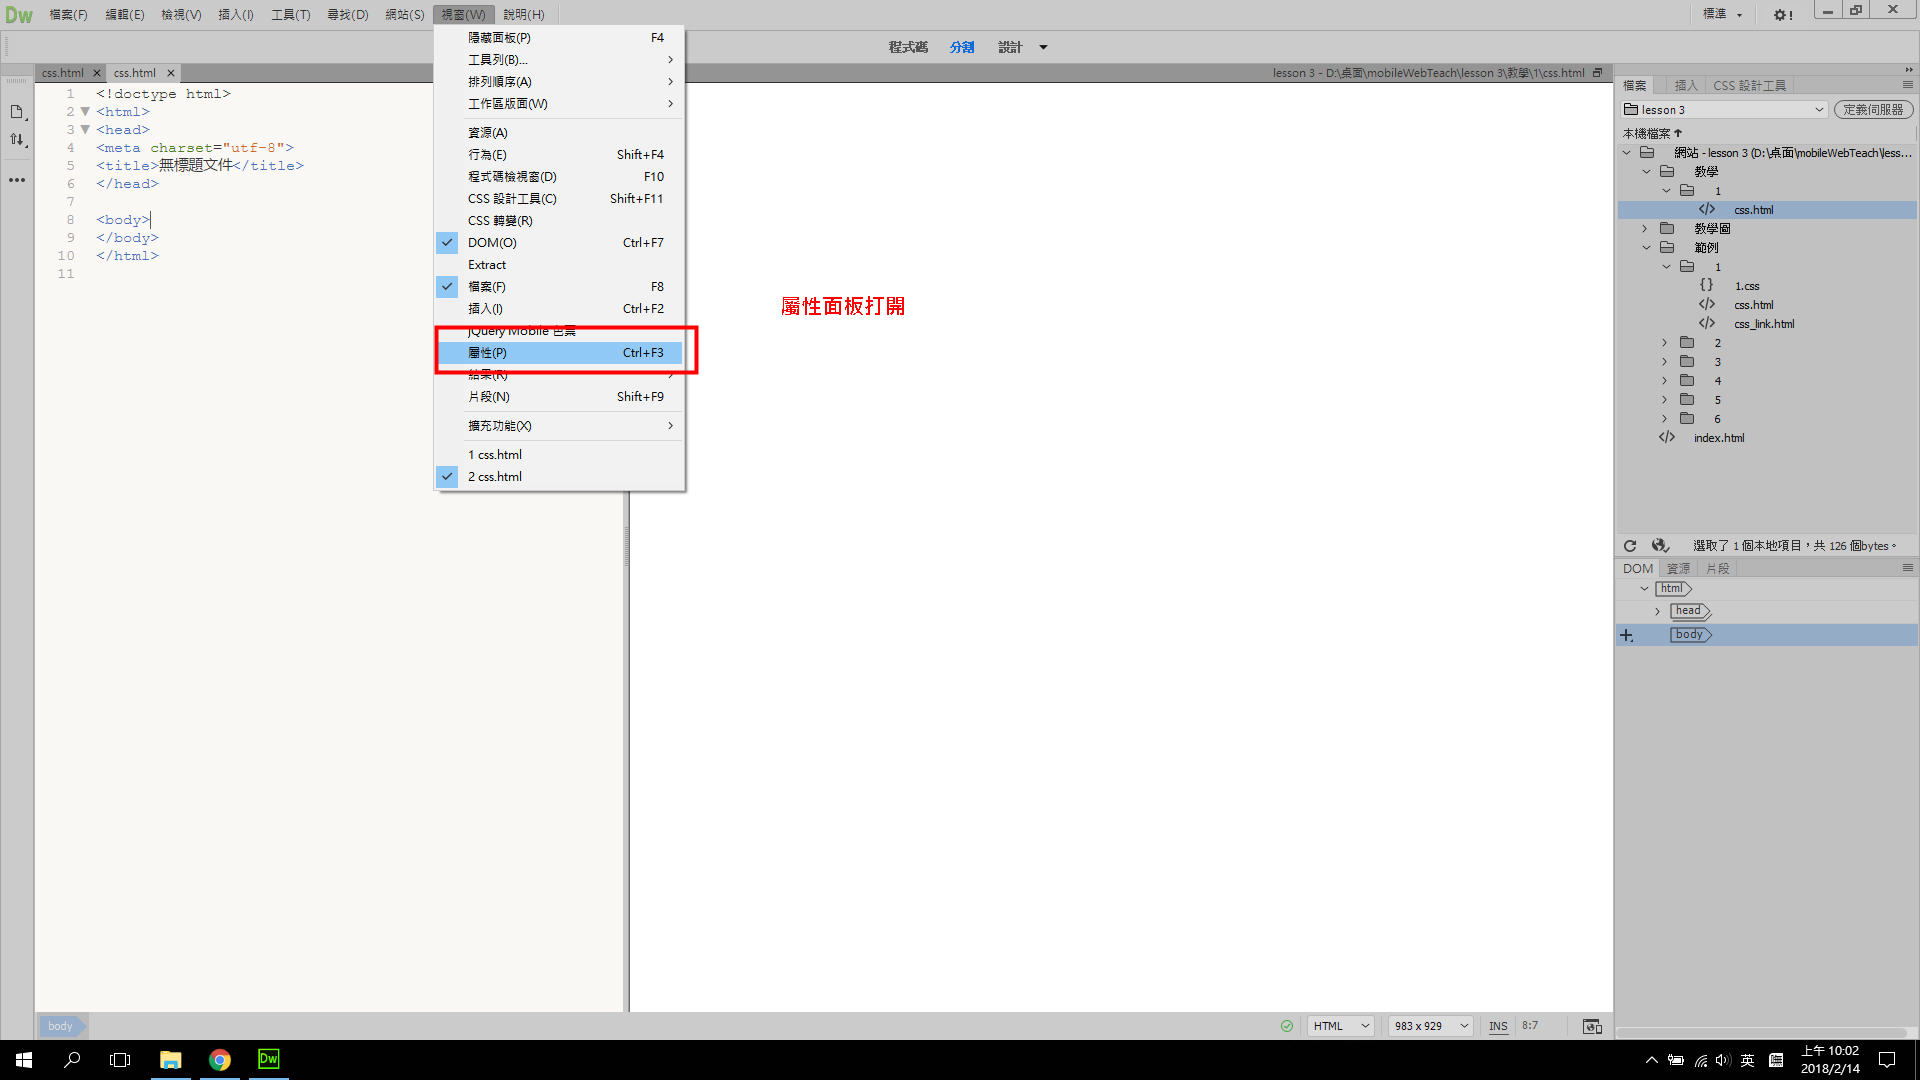 Dw 檔案(F) 編輯(E) 檢視(V) 插入(I) 工具(T) 尋找(D) 網站(S) 視窗(W) 說明(H) 標準
程式碼 分割 設計
css.html css.html lesson 3 - D:\桌面\mobileWebTeach\lesson 3\教學\1\css.html
1 <!doctype html>
2 <html>
3 <head>
4 <meta charset="utf-8">
5 <title>無標題文件</title>
6 </head>
7
8 <body>
9 </body>
10 </html>
11
隱藏面板(P) F4
工具列(B)...
排列順序(A)
工作區版面(W)
資源(A)
行為(E) Shift+F4
程式碼檢視窗(D) F10
CSS 設計工具(C) Shift+F11
CSS 轉變(R)
DOM(O) Ctrl+F7
Extract
檔案(F) F8
插入(I) Ctrl+F2
jQuery Mobile 色票
屬性(P) Ctrl+F3
結果(R)
片段(N) Shift+F9
擴充功能(X)
1 css.html
2 css.html
屬性面板打開
檔案 插入 CSS 設計工具
lesson 3 定義伺服器
本機檔案
網站 - lesson 3 (D:\桌面\mobileWebTeach\less...
教學
1
css.html
教學圖
範例
1
1.css
css.html
css_link.html
2
3
4
5
6
index.html
選取了 1 個本地項目，共 126 個bytes。
DOM 資源 片段
html
head
body
body HTML 983 x 929 INS 8:7
Dw 英 上午 10:02
2018/2/14